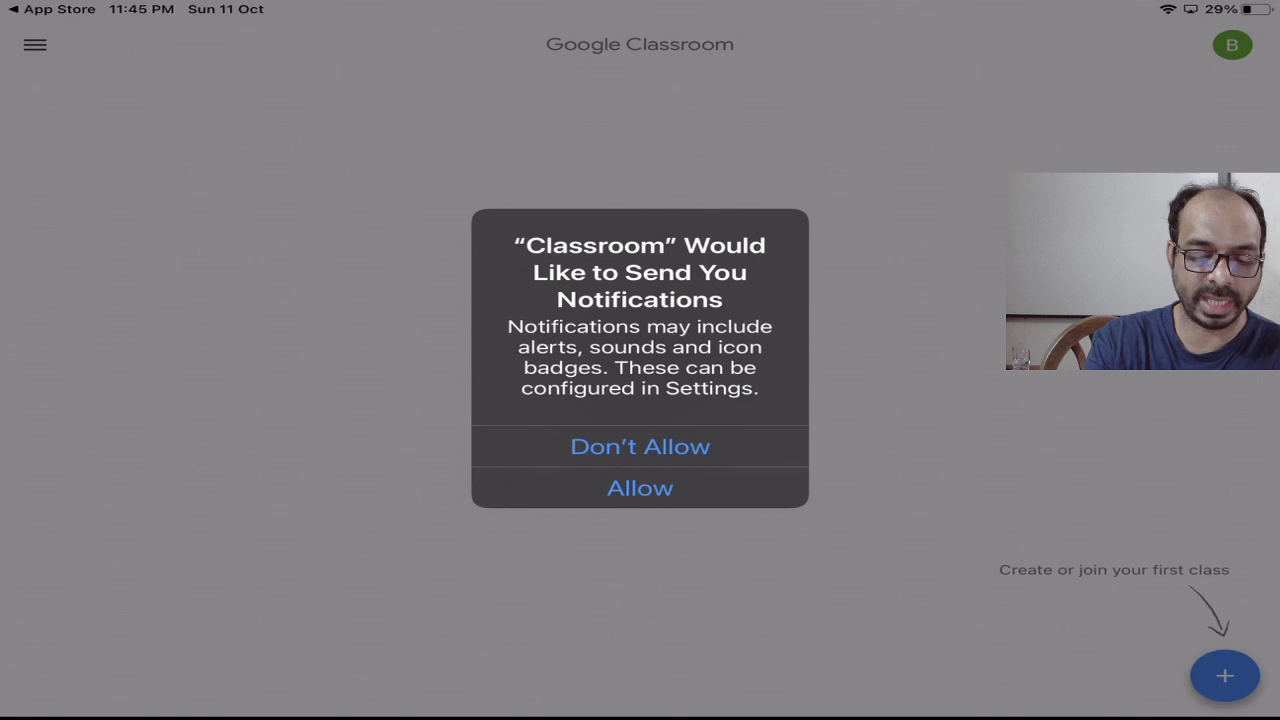 App Store 11:45 PM Sun 11 Oct 29%
Google Classroom
B
“Classroom” Would
Like to Send You
Notifications
Notifications may include
alerts, sounds and icon
badges. These can be
configured in Settings.
Don’t Allow
Allow
Create or join your first class
+